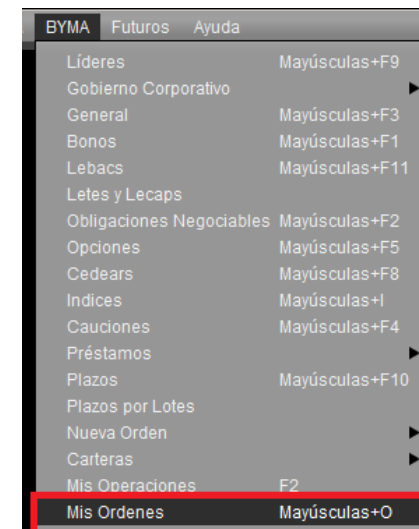 BYMA Futuros Ayuda
Líderes Mayúsculas+F9
Gobierno Corporativo
General Mayúsculas+F3
Bonos Mayúsculas+F1
Lebacs Mayúsculas+F11
Letes y Lecaps
Obligaciones Negociables Mayúsculas+F2
Opciones Mayúsculas+F5
Cedears Mayúsculas+F8
Indices Mayúsculas+I
Cauciones Mayúsculas+F4
Préstamos
Plazos Mayúsculas+F10
Plazos por Lotes
Nueva Orden
Carteras
Mis Operaciones F2
Mis Ordenes Mayúsculas+O